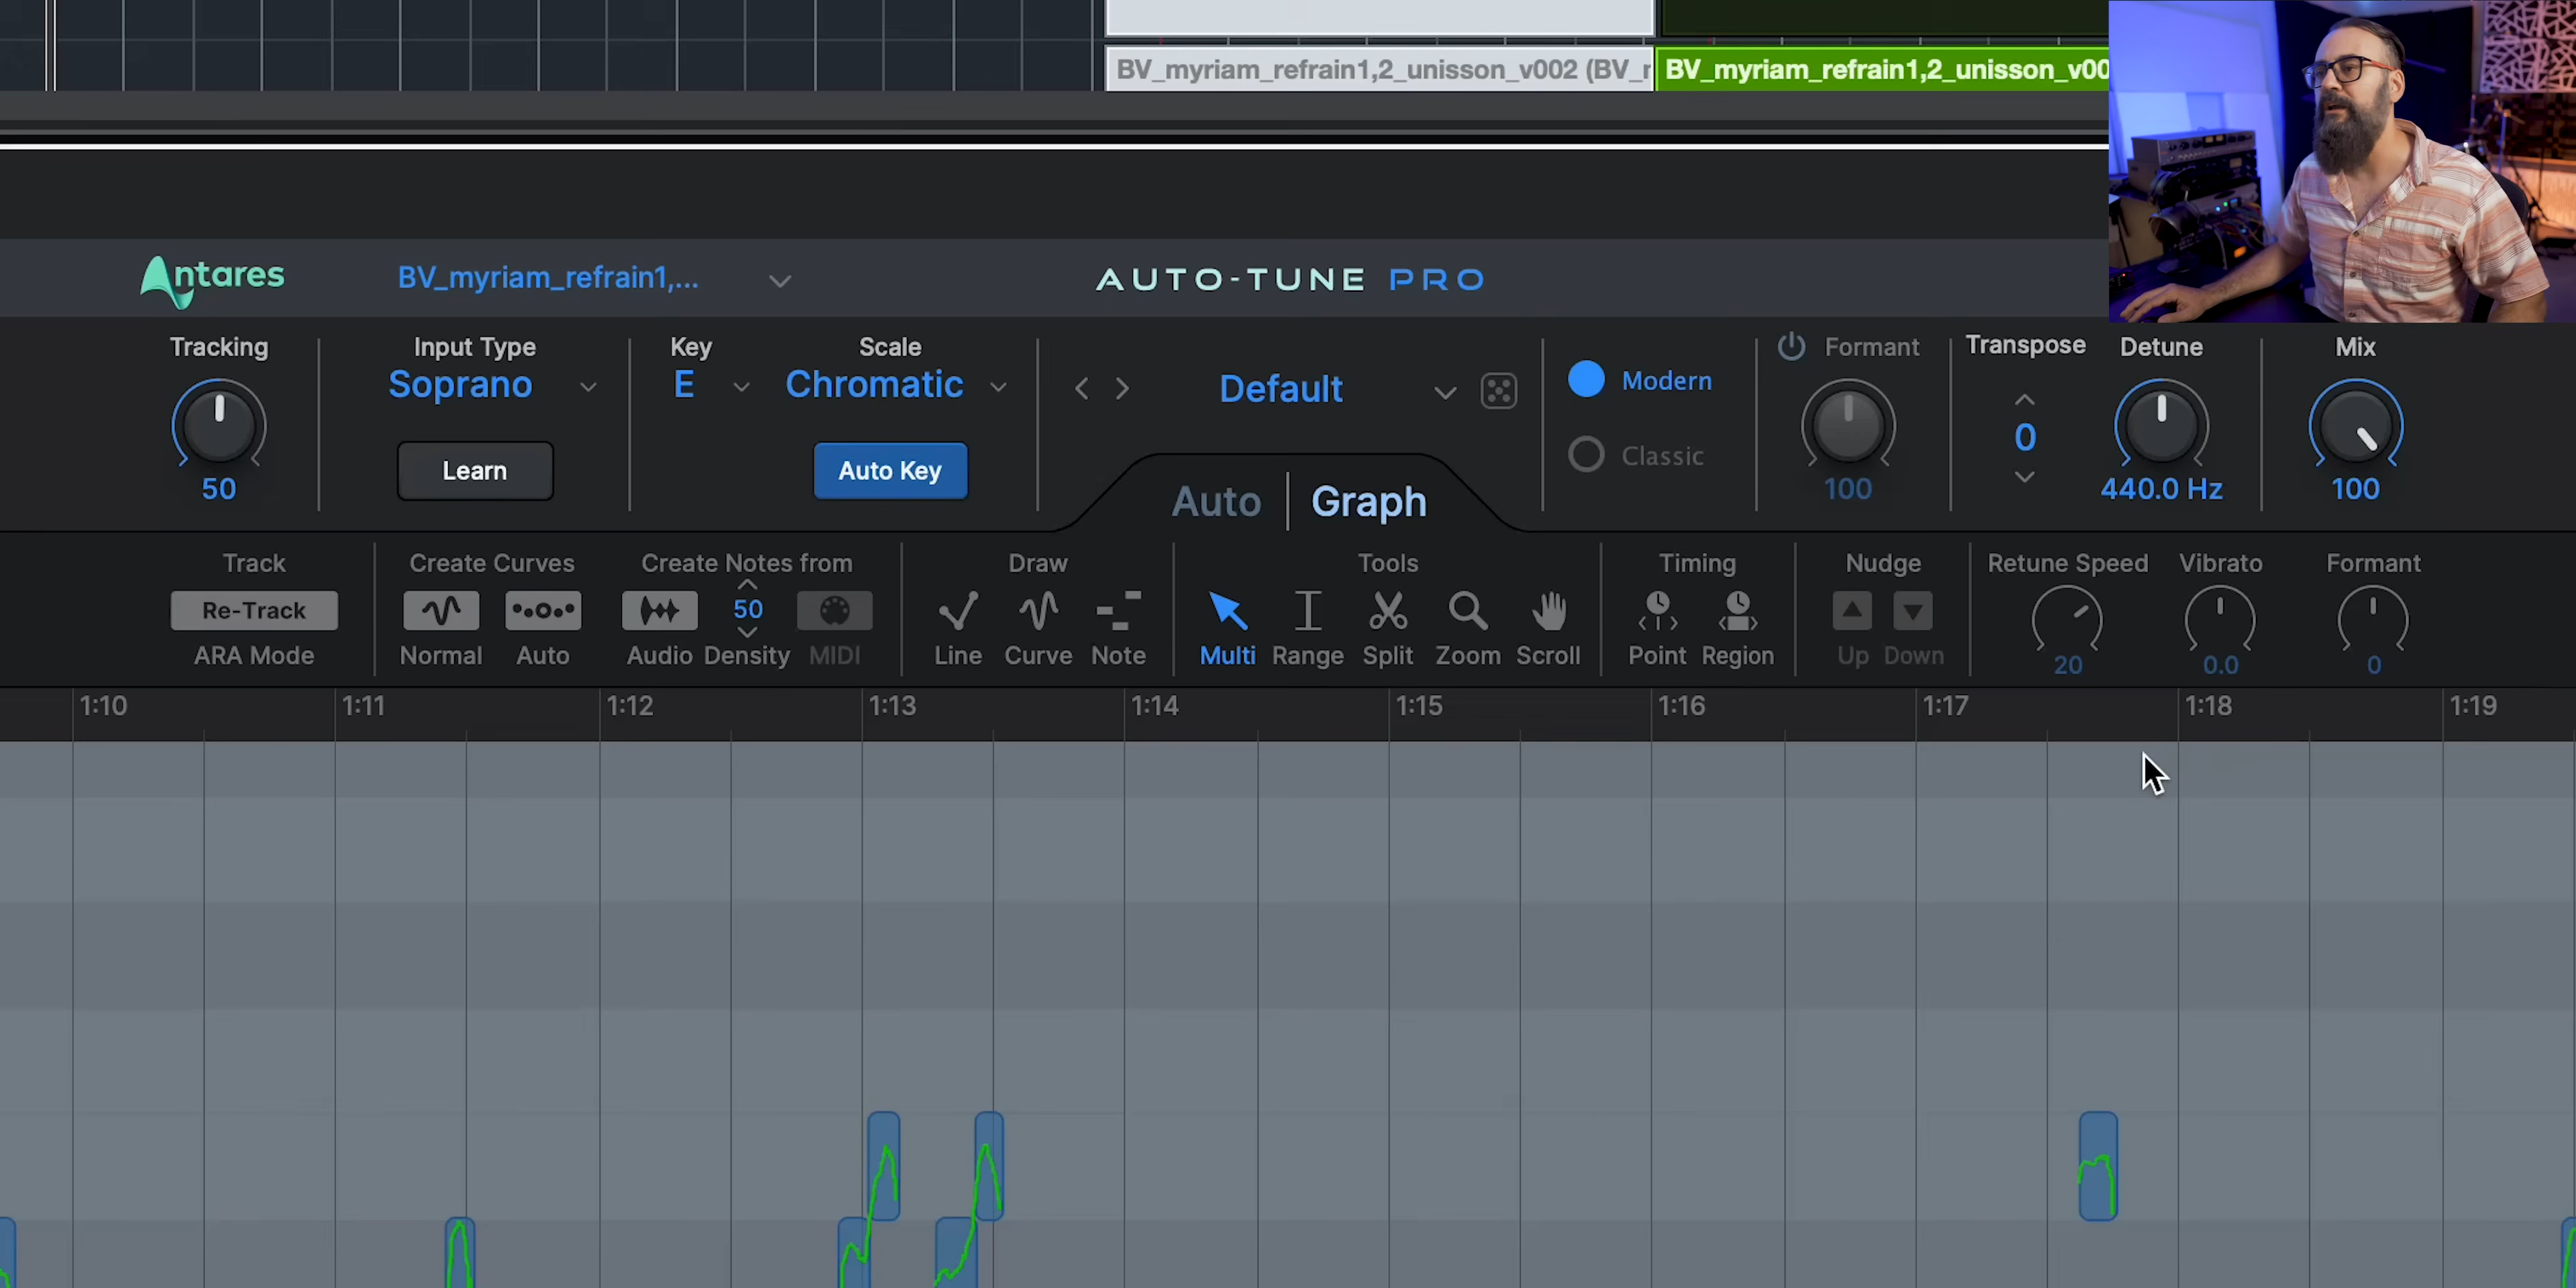 BV_myriam_refrain1,2_unisson_v002 (BV_r
BV_myriam_refrain1,2_unisson_v00
Antares
BV_myriam_refrain1,...
AUTO-TUNE PRO
Tracking
50
Input Type
Soprano
Learn
Key
E
Scale
Chromatic
Auto Key
Default
Auto
Graph
Modern
Classic
Formant
100
Transpose
0
Detune
440.0 Hz
Mix
100
Track
Re-Track
ARA Mode
Create Curves
Normal
Auto
Create Notes from
50
Audio
Density
MIDI
Draw
Line
Curve
Note
Tools
Multi
Range
Split
Zoom
Scroll
Timing
Point
Region
Nudge
Up
Down
Retune Speed
20
Vibrato
0.0
Formant
0
1:10
1:11
1:12
1:13
1:14
1:15
1:16
1:17
1:18
1:19